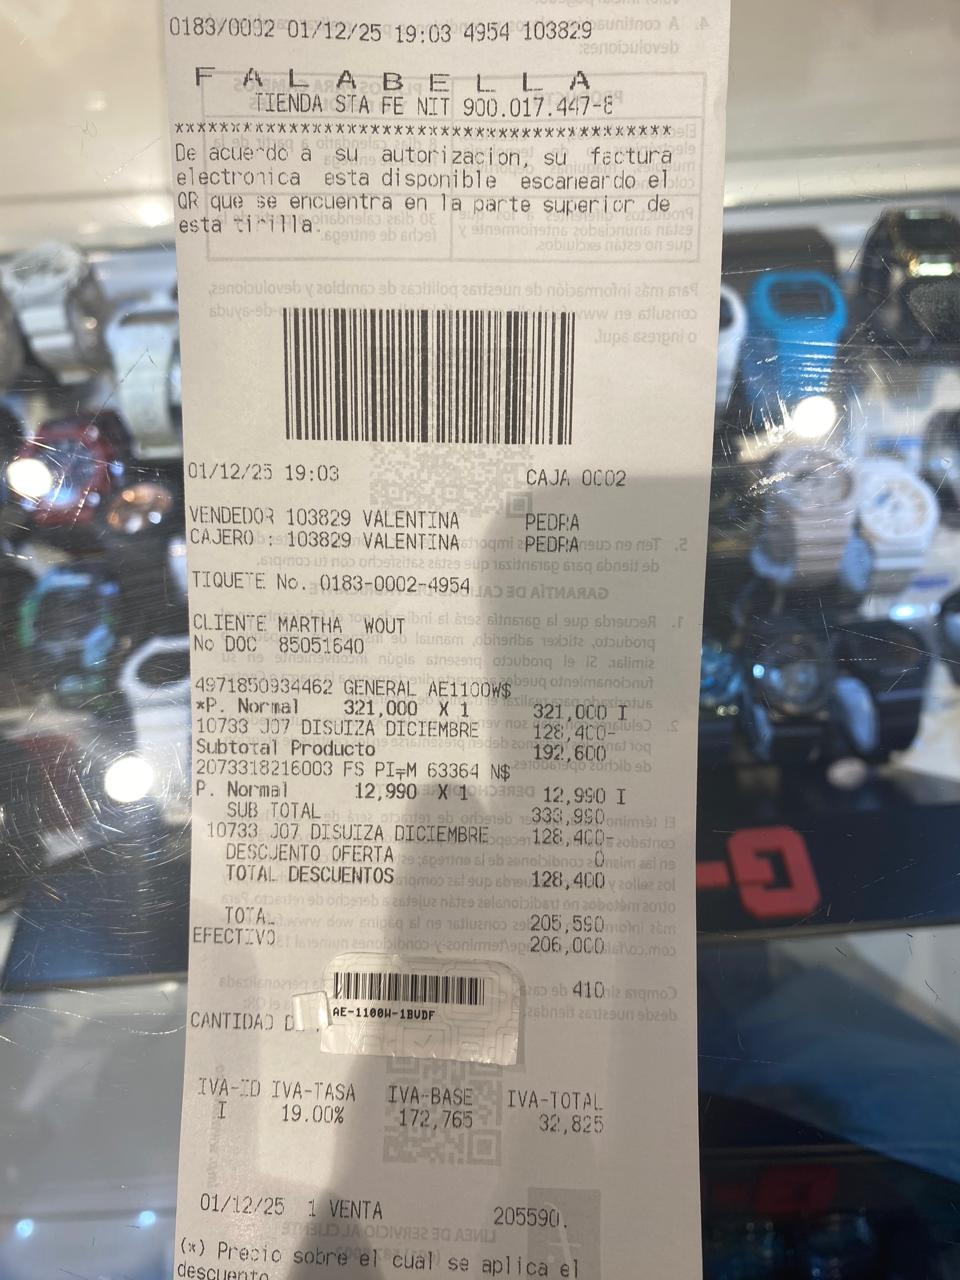 0183/0002 01/12/25 19:03 4954 103829
F A L A B E L L A
TIENDA STA FE NIT 900.017.447-8
***********************************************
De acuerdo a su autorizacion, su factura
electronica esta disponible escaneardo el
QR que se encuentra en la parte superior de
esta tirilla.
01/12/25 19:03 CAJA 0002
VENDEDOR 103829 VALENTINA PEDRA
CAJERO : 103829 VALENTINA PEDRA
TIQUETE No. 0183-0002-4954
CLIENTE MARTHA WOUT
No DOC 85051640
4971850934462 GENERAL AE1100W$
*P. Normal 321,000 X 1 321,000 I
10733 J07 DISUIZA DICIEMBRE 128,400-
Subtotal Producto 192,600
2073318216003 FS PI=M 63364 N$
P. Normal 12,990 X 1 12,990 I
SUB TOTAL 333,990
10733 J07 DISUIZA DICIEMBRE 128,400-
DESCUENTO OFERTA 0
TOTAL DESCUENTOS 128,400
TOTAL 205,590
EFECTIVO 206,000
410
AE-1100W-1BVDF
CANTIDAD
IVA-ID IVA-TASA IVA-BASE IVA-TOTAL
I 19.00% 172,765 32,825
01/12/25 1 VENTA 205590.
(*) Precio sobre el cual se aplica el
descuento